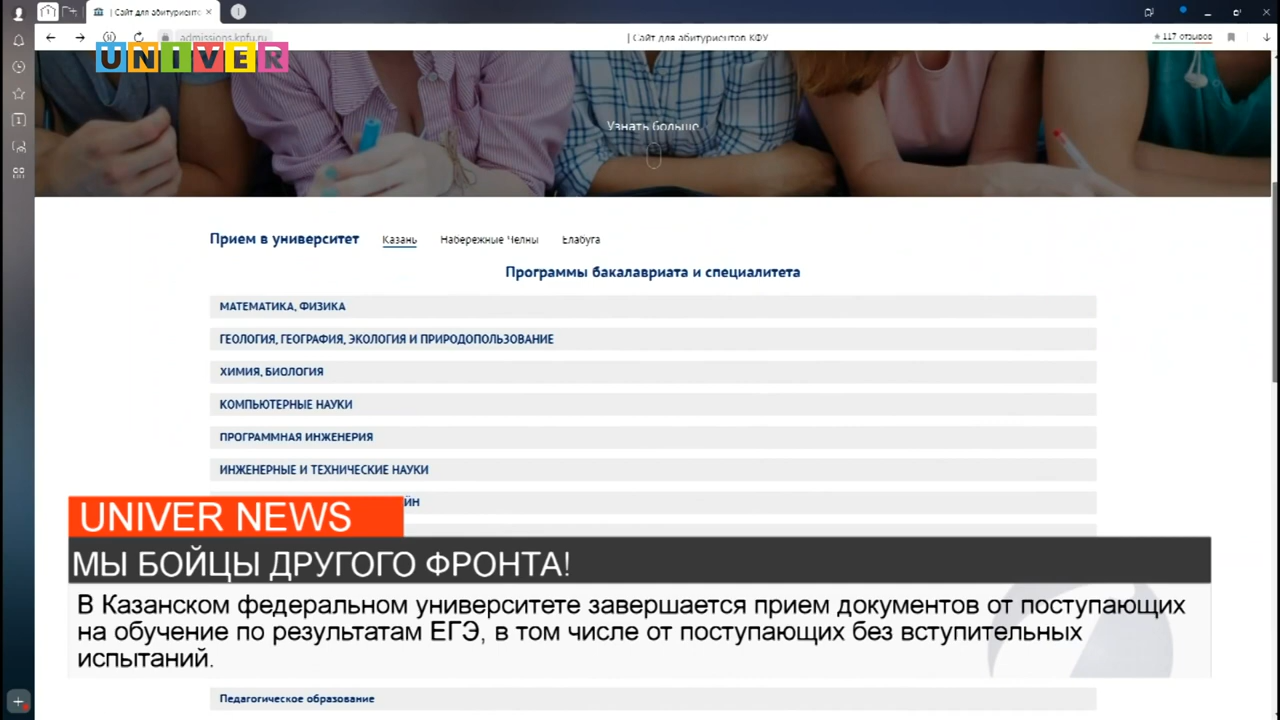 | Сайт для абитуриенто
admissions.kpfu.ru
| Сайт для абитуриентов КФУ
117 отзывов
UNIVER
Узнать больше
Прием в университет
Казань
Набережные Челны
Елабуга
Программы бакалавриата и специалитета
МАТЕМАТИКА, ФИЗИКА
ГЕОЛОГИЯ, ГЕОГРАФИЯ, ЭКОЛОГИЯ И ПРИРОДОПОЛЬЗОВАНИЕ
ХИМИЯ, БИОЛОГИЯ
КОМПЬЮТЕРНЫЕ НАУКИ
ПРОГРАММНАЯ ИНЖЕНЕРИЯ
ИНЖЕНЕРНЫЕ И ТЕХНИЧЕСКИЕ НАУКИ
ЙН
UNIVER NEWS
МЫ БОЙЦЫ ДРУГОГО ФРОНТА!
В Казанском федеральном университете завершается прием документов от поступающих
на обучение по результатам ЕГЭ, в том числе от поступающих без вступительных
испытаний.
Педагогическое образование